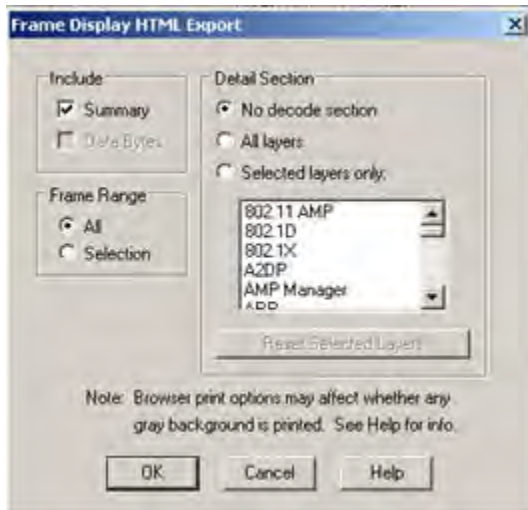 Frame Display HTML Export
Include
Summary
Data Bytes
Frame Range
All
Selection
Detail Section
No decode section
All layers
Selected layers only:
802.11 AMP
802.1D
802.1X
A2DP
AMP Manager
Reset Selected Layers
Note: Browser print options may affect whether any
gray background is printed. See Help for info.
OK
Cancel
Help